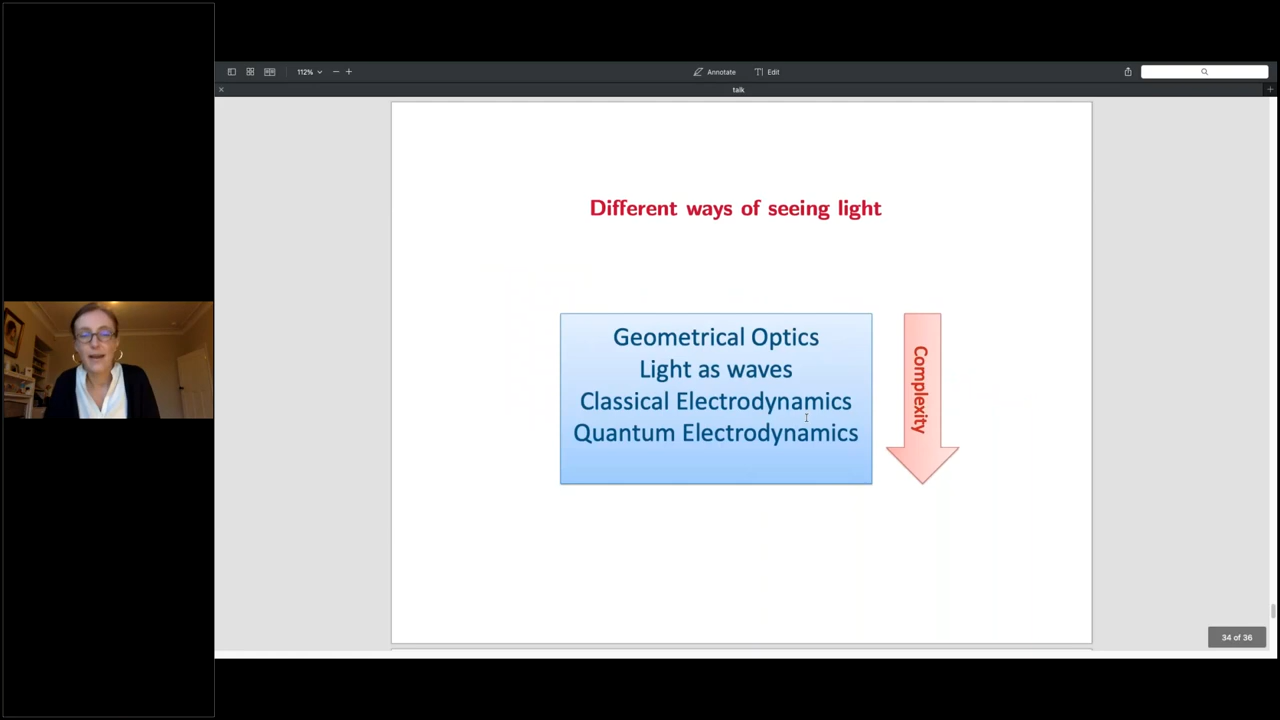 112%
Annotate
Edit
talk
Different ways of seeing light
Geometrical Optics
Light as waves
Classical Electrodynamics
Quantum Electrodynamics
Complexity
34 of 36